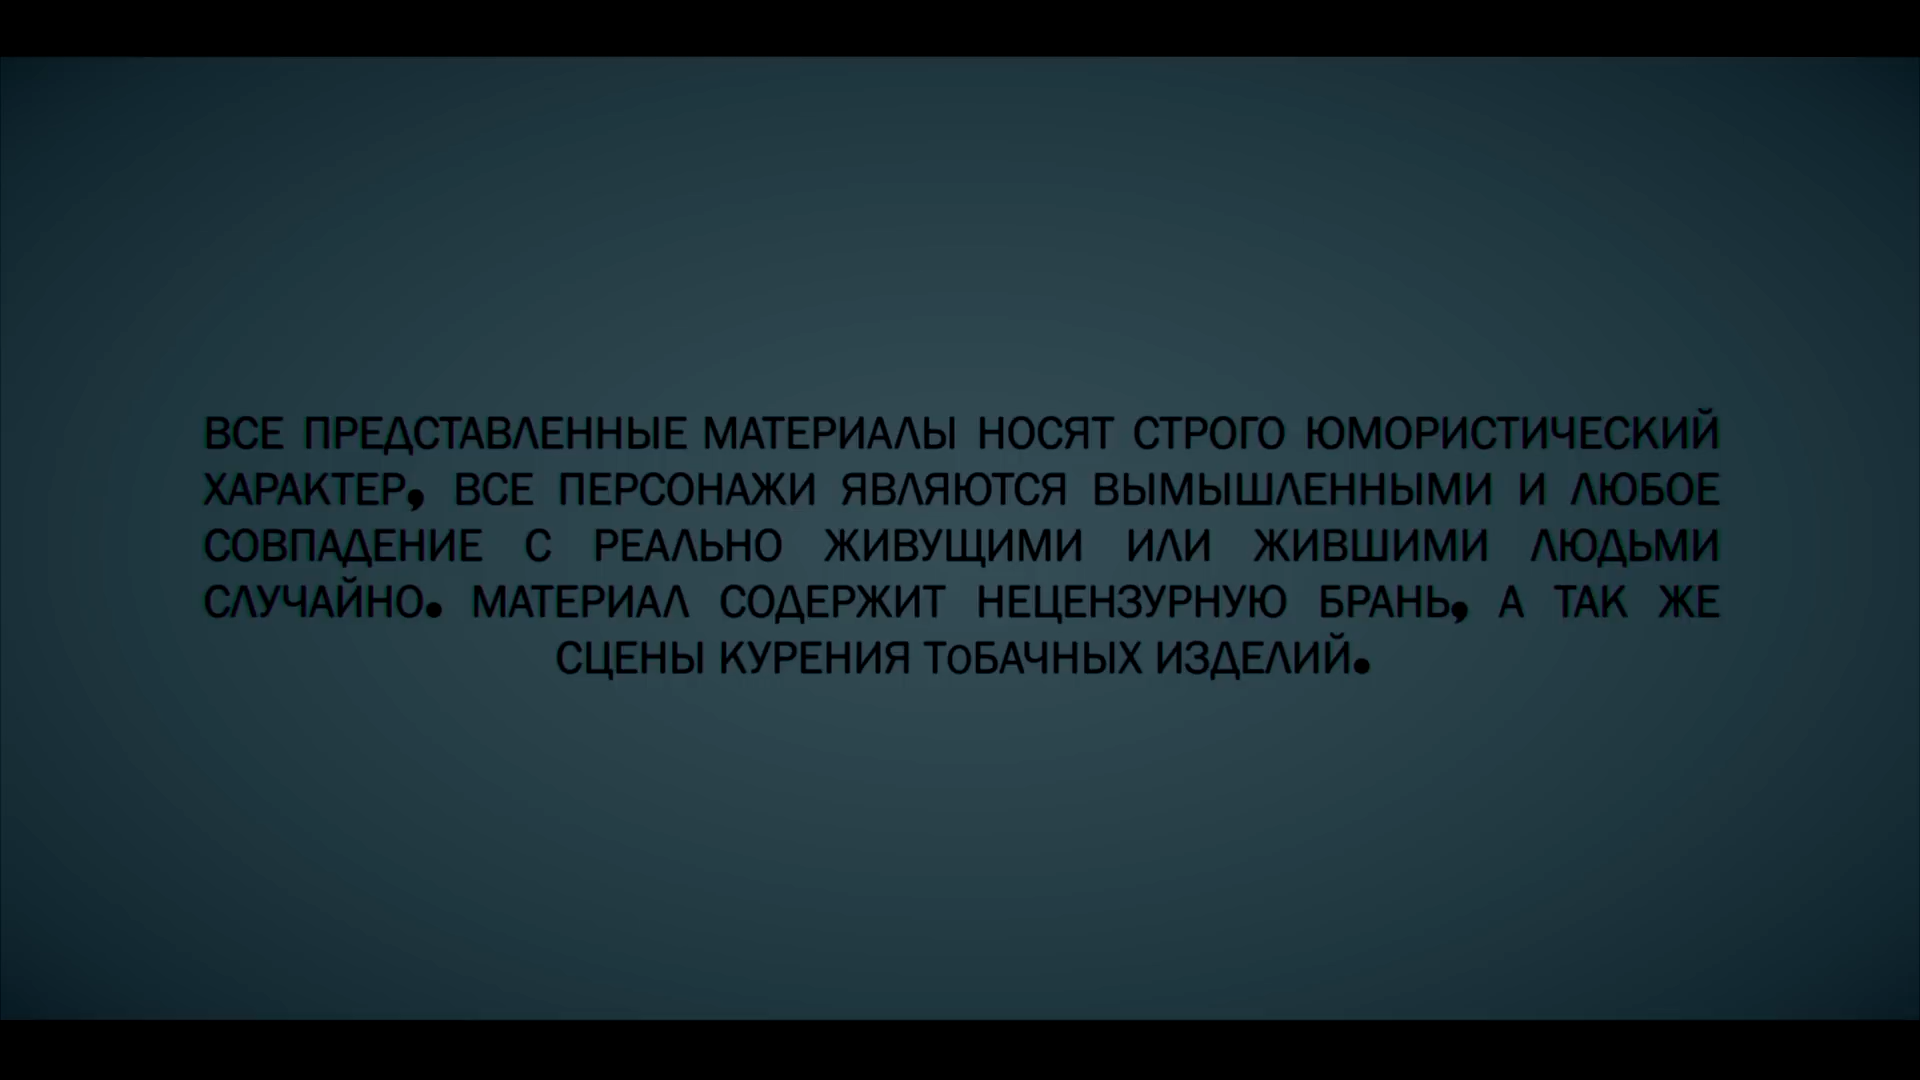 ВСЕ ПРЕДСТАВЛЕННЫЕ МАТЕРИАЛЫ НОСЯТ СТРОГО ЮМОРИСТИЧЕСКИЙ
ХАРАКТЕР, ВСЕ ПЕРСОНАЖИ ЯВЛЯЮТСЯ ВЫМЫШЛЕННЫМИ И ЛЮБОЕ
СОВПАДЕНИЕ С РЕАЛЬНО ЖИВУЩИМИ ИЛИ ЖИВШИМИ ЛЮДЬМИ
СЛУЧАЙНО. МАТЕРИАЛ СОДЕРЖИТ НЕЦЕНЗУРНУЮ БРАНЬ, А ТАК ЖЕ
СЦЕНЫ КУРЕНИЯ ТоБАЧНЫХ ИЗДЕЛИЙ.